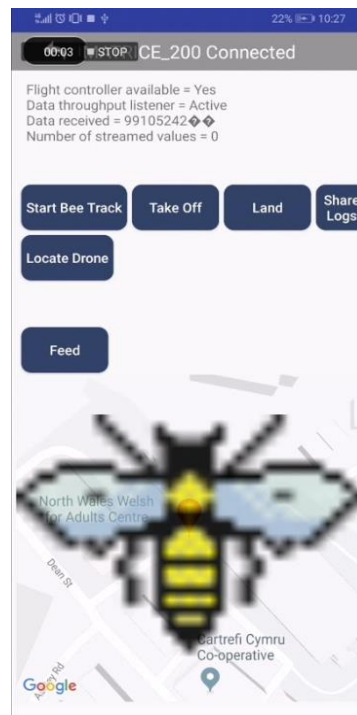 22% 10:27
00:03 STOP CE_200 Connected
Flight controller available = Yes
Data throughput listener = Active
Data received = 99105242��
Number of streamed values = 0
Start Bee Track Take Off Land Share Logs
Locate Drone
Feed
North Wales Welsh
for Adults Centre
Dean St
Cartrefi Cymru
Co-operative
Google